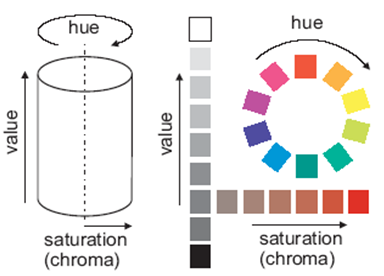 hue
value
saturation
(chroma)
value
hue
saturation
(chroma)